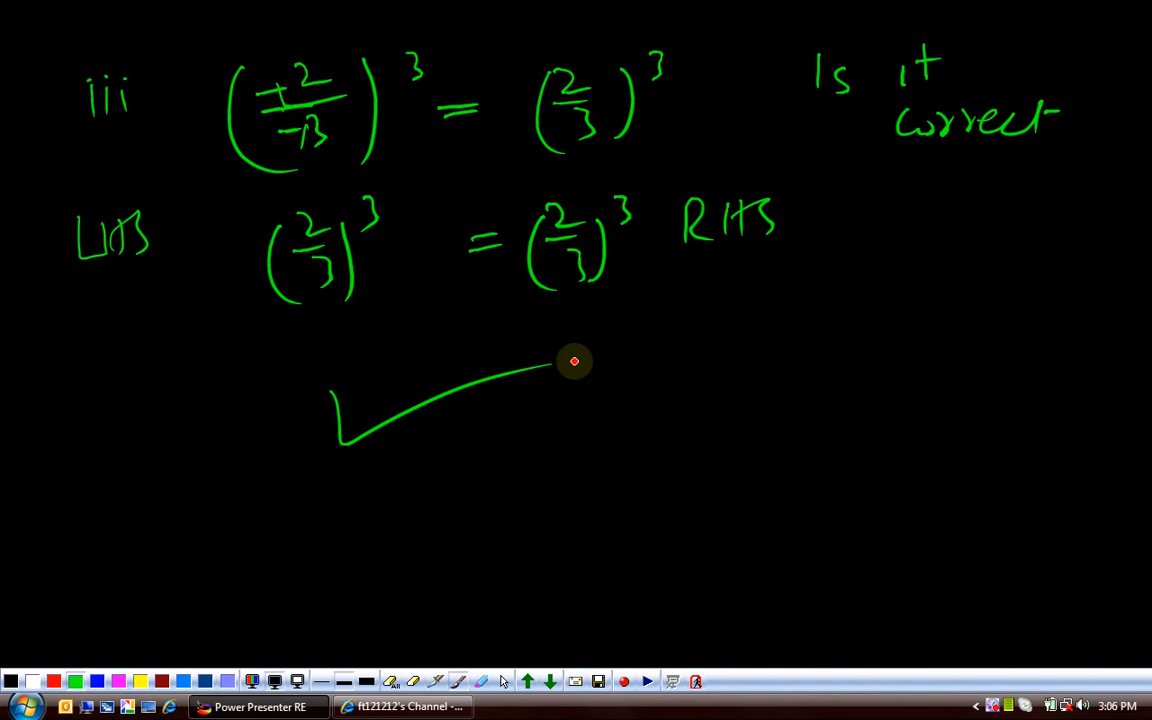 iii (-2/-3)^3 = (2/3)^3 Is it
correct
LHS (2/3)^3 = (2/3)^3 RHS
Power Presenter RE ft121212's Channel -... 3:06 PM